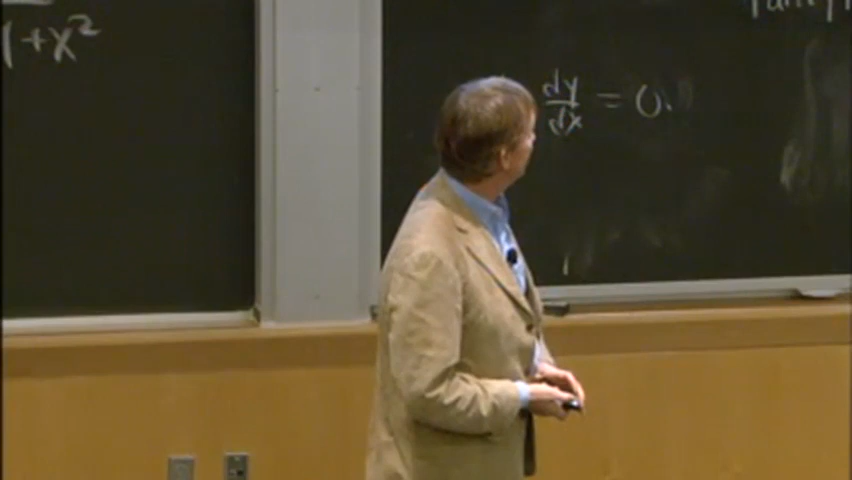 1+x²
dy/dx = 0.